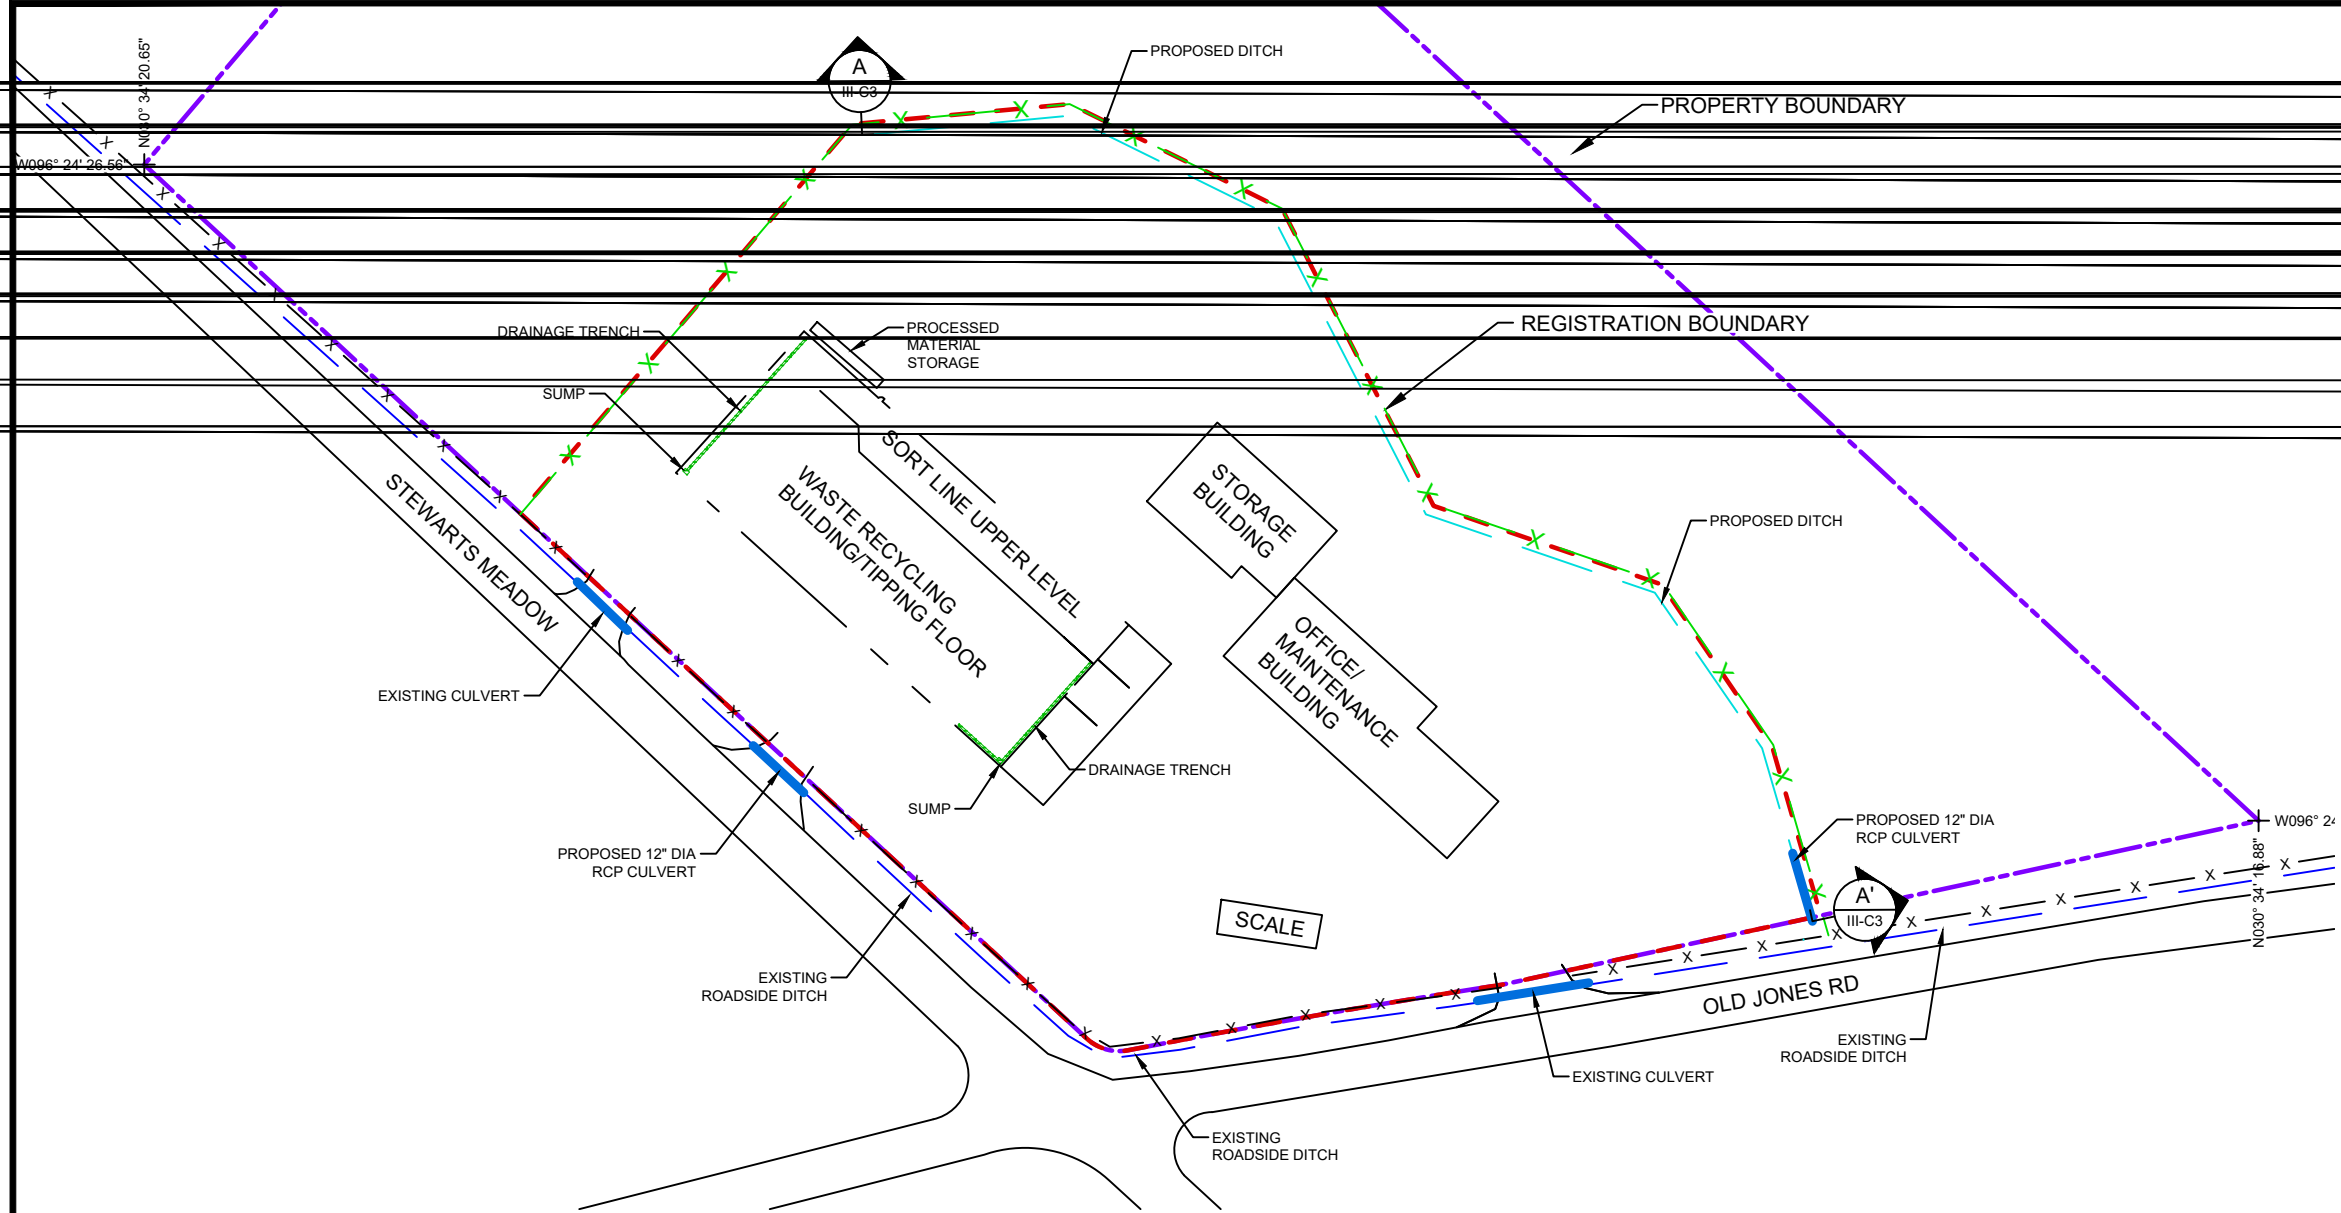 N030° 34' 20.65"
W096° 24' 26.56"
A
III-C3
PROPOSED DITCH
PROPERTY BOUNDARY
REGISTRATION BOUNDARY
DRAINAGE TRENCH
PROCESSED
MATERIAL
STORAGE
SUMP
SORT LINE UPPER LEVEL
WASTE RECYCLING
BUILDING/TIPPING FLOOR
STORAGE
BUILDING
STEWARTS MEADOW
PROPOSED DITCH
OFFICE/
MAINTENANCE
BUILDING
EXISTING CULVERT
DRAINAGE TRENCH
SUMP
PROPOSED 12" DIA
RCP CULVERT
PROPOSED 12" DIA
RCP CULVERT
W096° 24'
N030° 34' 16.88"
A'
III-C3
SCALE
EXISTING
ROADSIDE DITCH
OLD JONES RD
EXISTING
ROADSIDE DITCH
EXISTING CULVERT
EXISTING
ROADSIDE DITCH